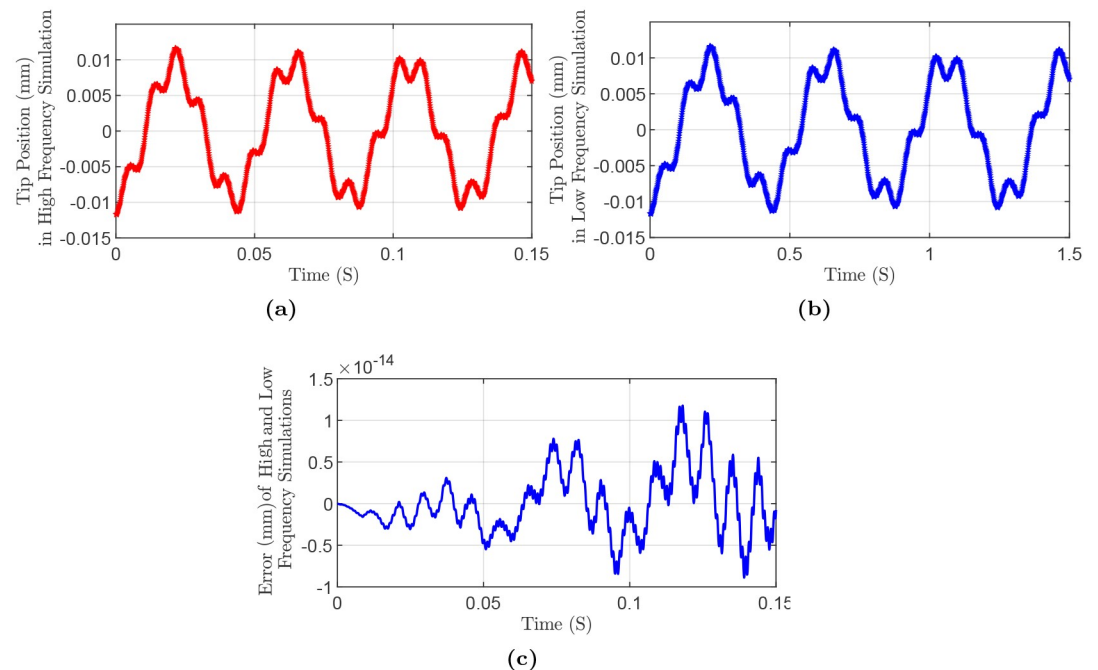 Tip Position (mm)
in High Frequency Simulation
0.01
0.005
0
-0.005
-0.01
-0.015
0
0.05
0.1
0.15
Time (S)
(a)
Tip Position (mm)
in Low Frequency Simulation
0.01
0.005
0
-0.005
-0.01
-0.015
0
0.5
1
1.5
Time (S)
(b)
Error (mm)of High and Low
Frequency Simulations
×10-14
1.5
1
0.5
0
-0.5
-1
0
0.05
0.1
0.15
Time (S)
(c)